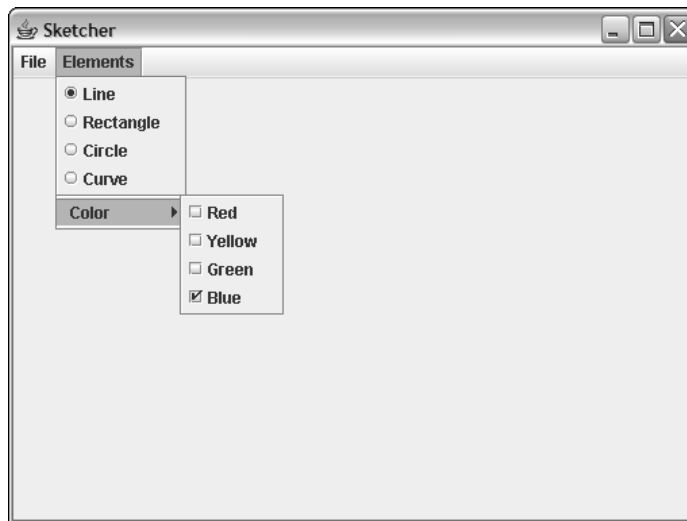 Sketcher
File Elements
Line
Rectangle
Circle
Curve
Color
Red
Yellow
Green
Blue